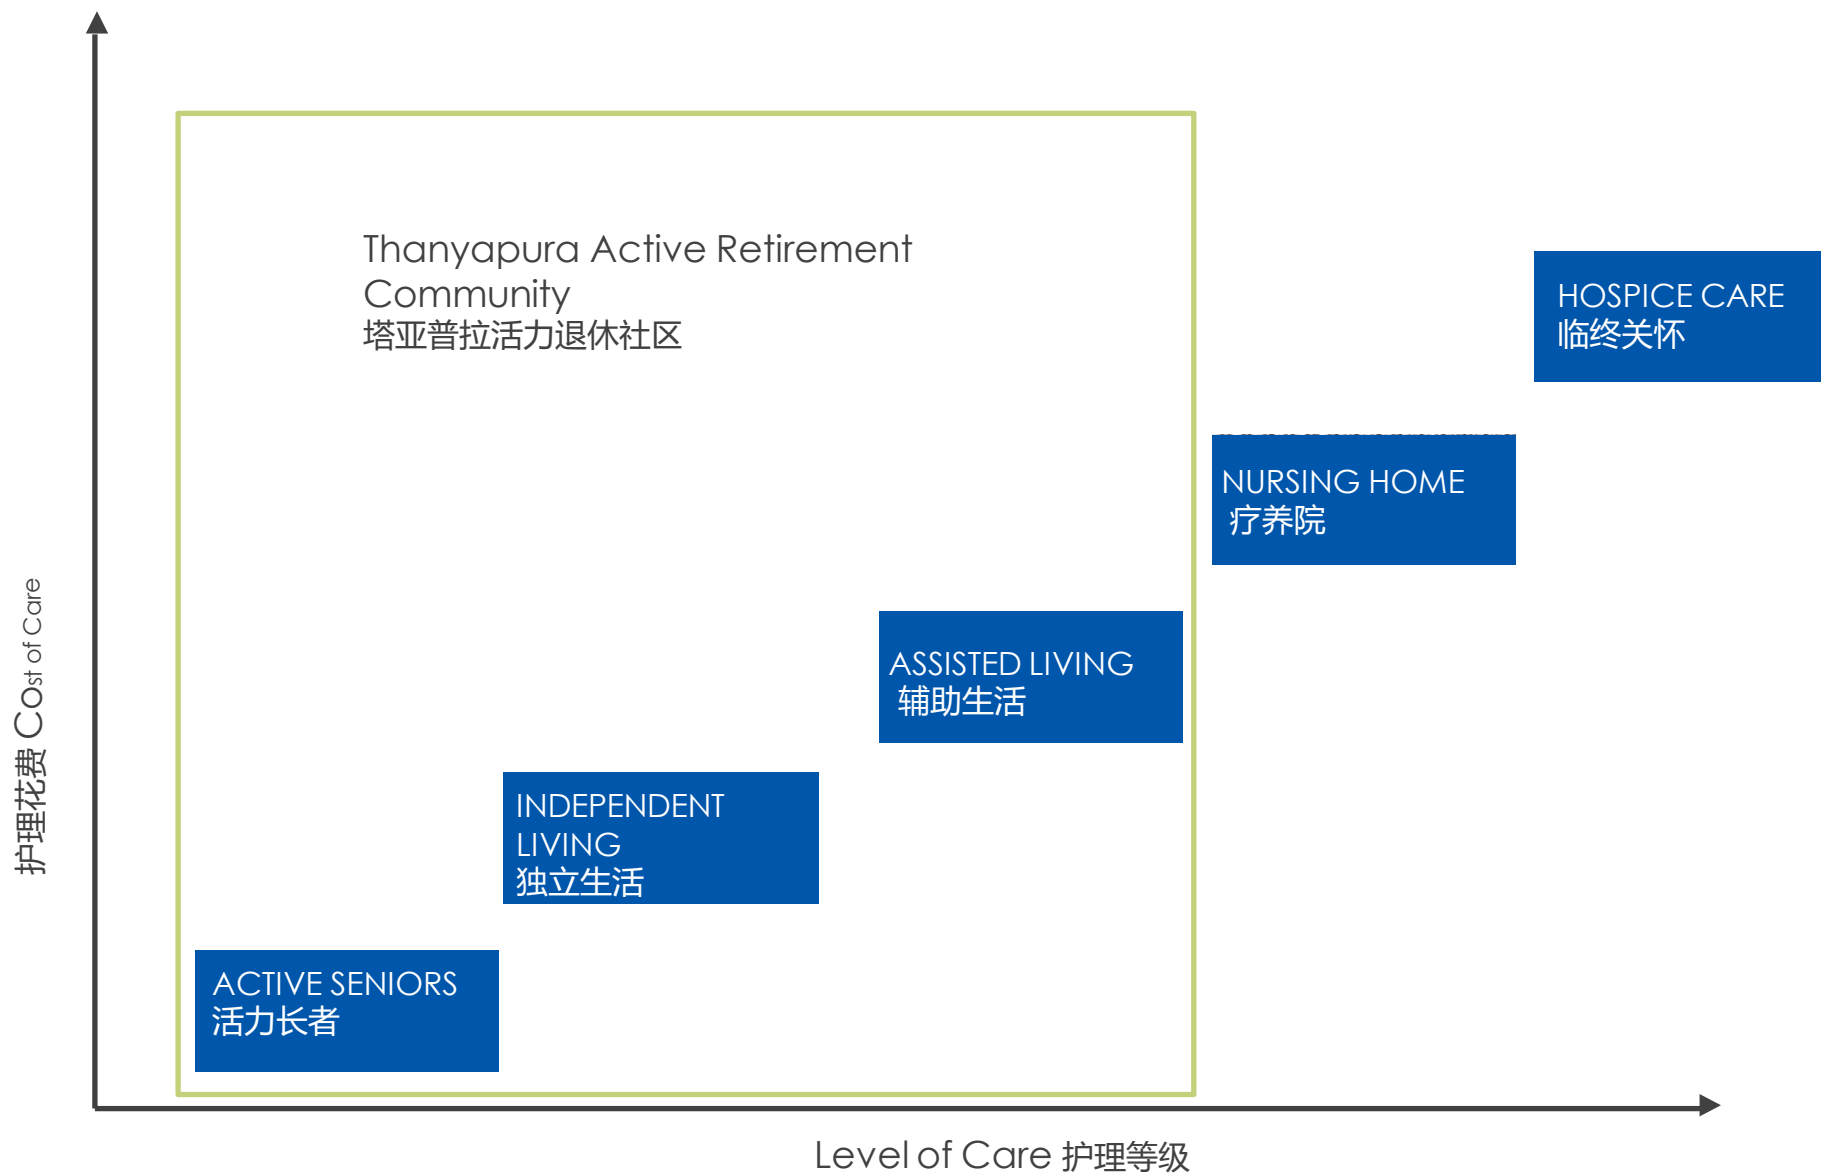 Thanyapura Active Retirement
Community
塔亚普拉活力退休社区
HOSPICE CARE
临终关怀
NURSING HOME
疗养院
ASSISTED LIVING
辅助生活
INDEPENDENT
LIVING
独立生活
ACTIVE SENIORS
活力长者
护理花费 Cost of Care
Level of Care 护理等级